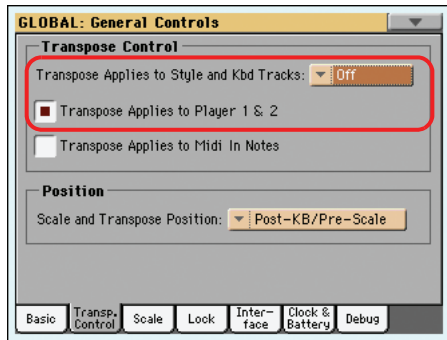 GLOBAL: General Controls
Transpose Control
Transpose Applies to Style and Kbd Tracks: Off
Transpose Applies to Player 1 & 2
Transpose Applies to Midi In Notes
Position
Scale and Transpose Position: Post-KB/Pre-Scale
Basic Transp. Control Scale Lock Inter-face Clock & Battery Debug